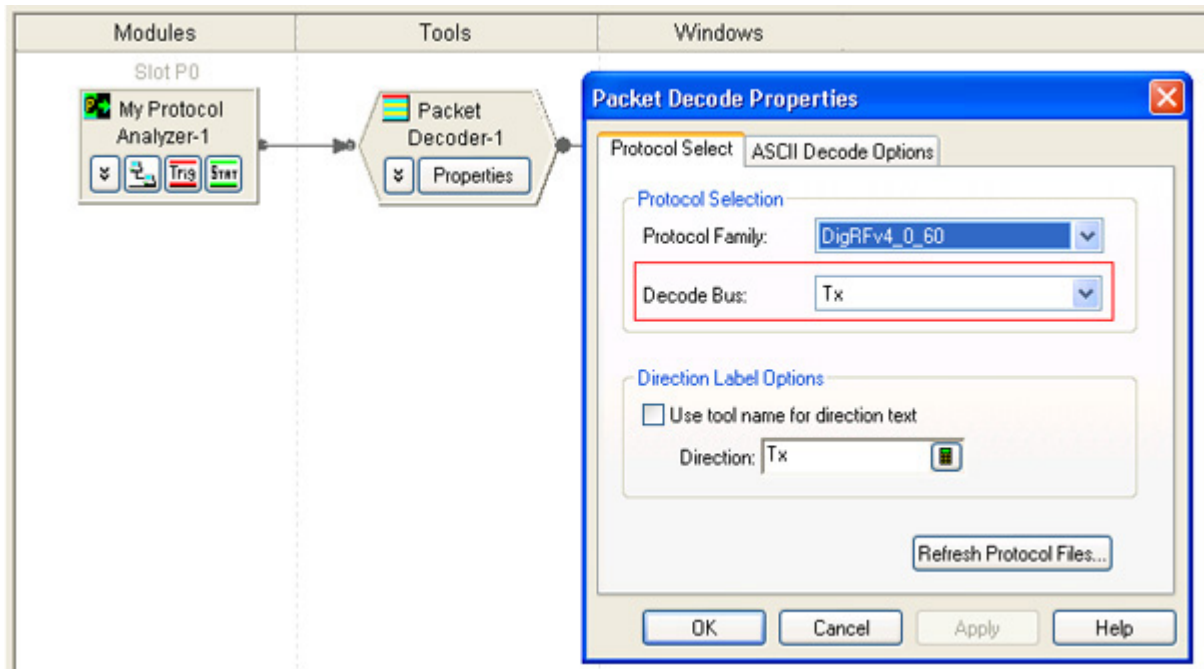 Modules
Tools
Windows
Slot P0
My Protocol
Analyzer-1
Trig
STAT
Packet
Decoder-1
Properties
Packet Decode Properties
Protocol Select
ASCII Decode Options
Protocol Selection
Protocol Family:
DigRFv4_0_60
Decode Bus:
Tx
Direction Label Options
Use tool name for direction text
Direction:
Tx
Refresh Protocol Files...
OK
Cancel
Apply
Help